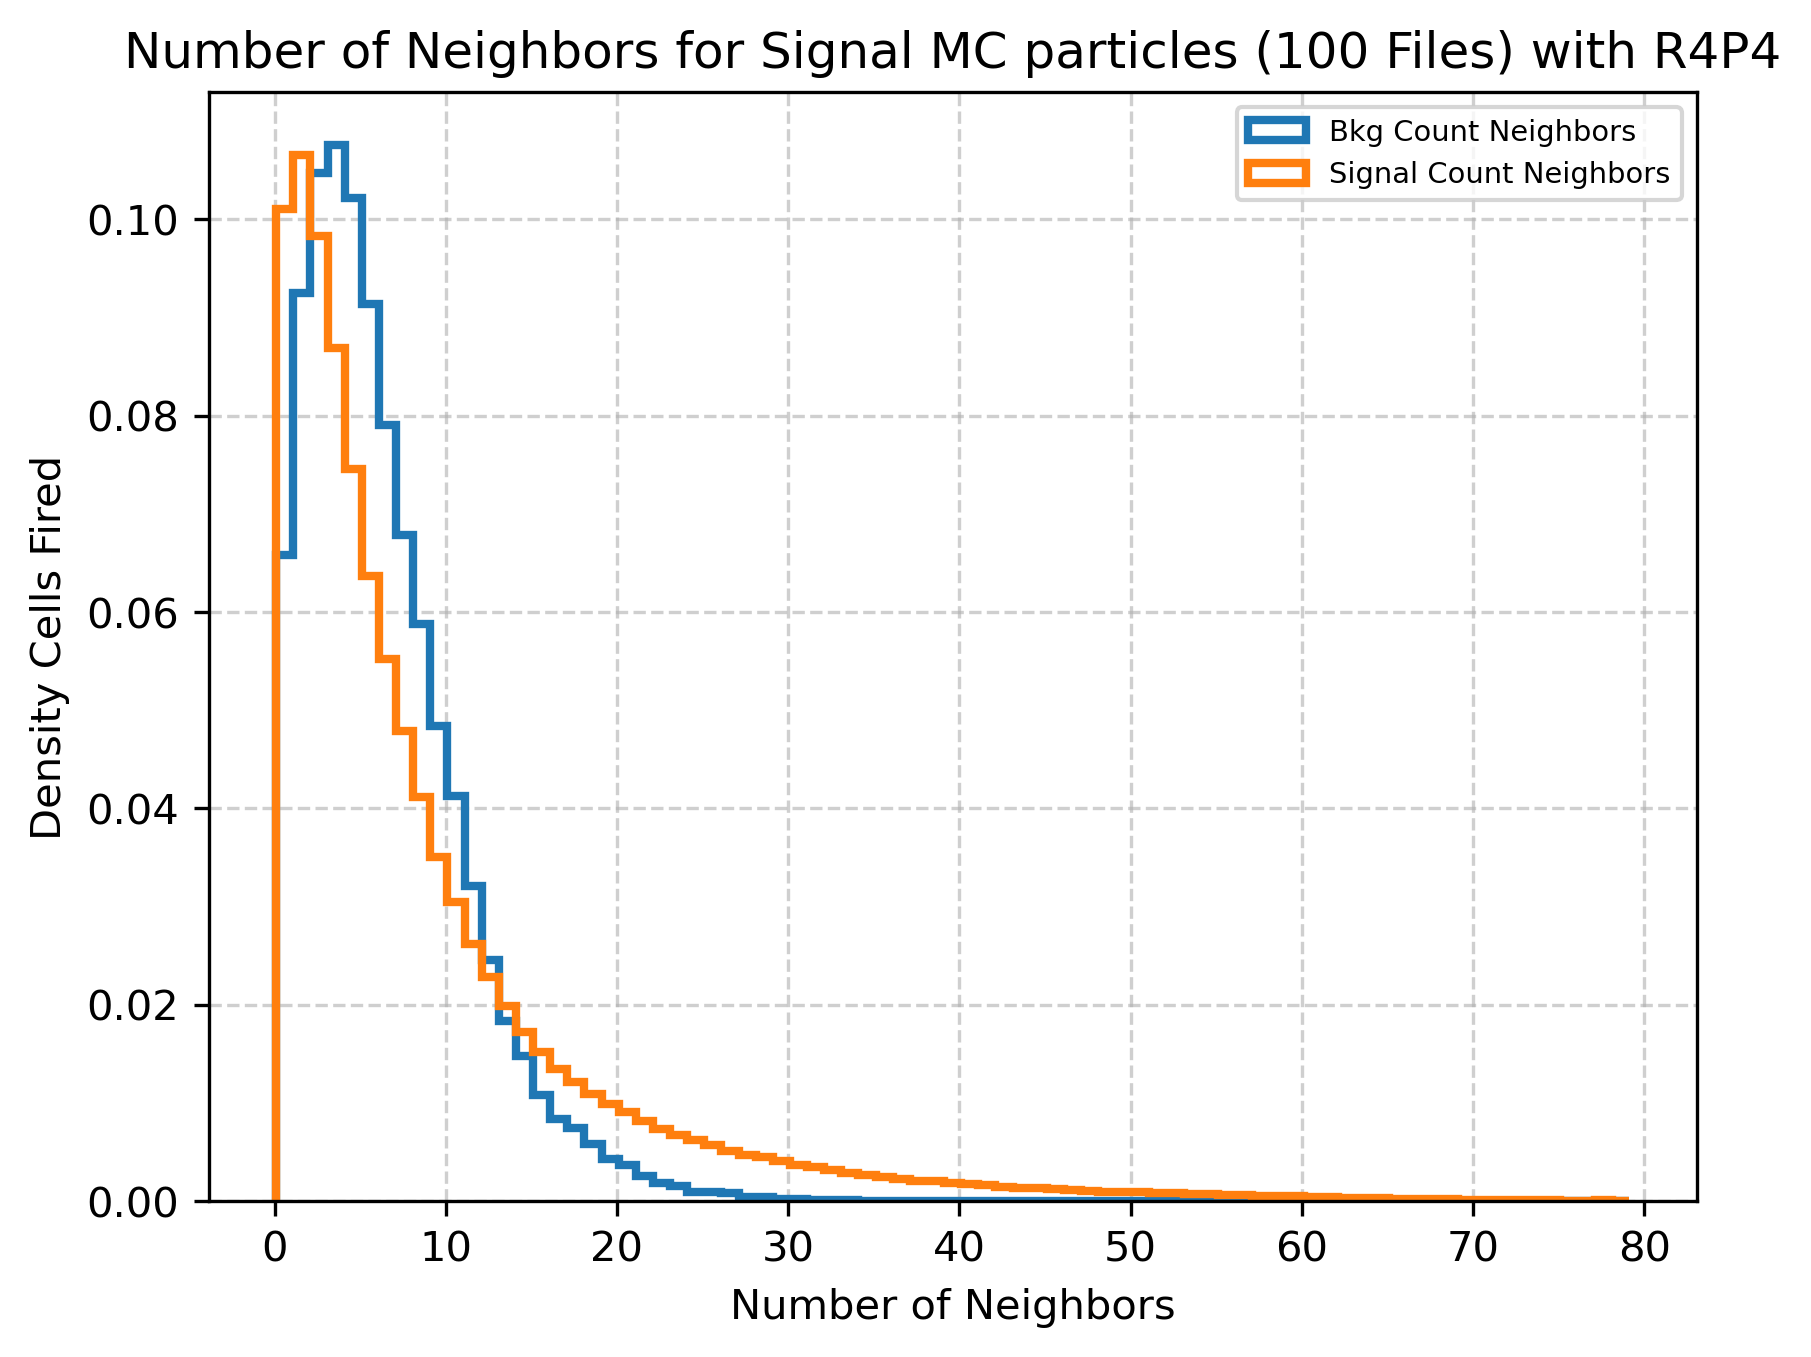 Number of Neighbors for Signal MC particles (100 Files) with R4P4
Bkg Count Neighbors
Signal Count Neighbors
Density Cells Fired
0.10
0.08
0.06
0.04
0.02
0.00
0 10 20 30 40 50 60 70 80
Number of Neighbors